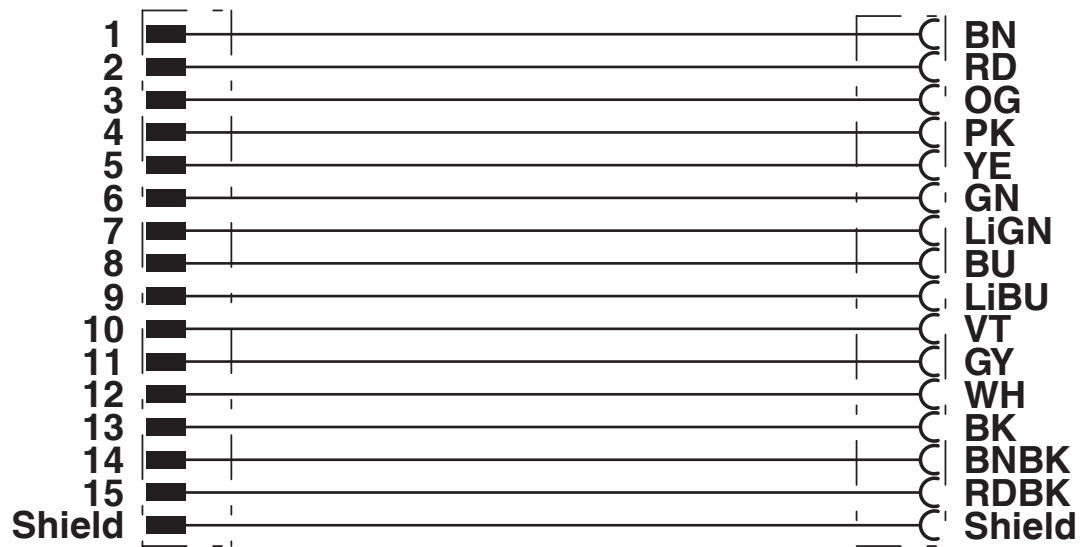 1 BN
2 RD
3 OG
4 PK
5 YE
6 GN
7 LiGN
8 BU
9 LiBU
10 VT
11 GY
12 WH
13 BK
14 BNBK
15 RDBK
Shield Shield